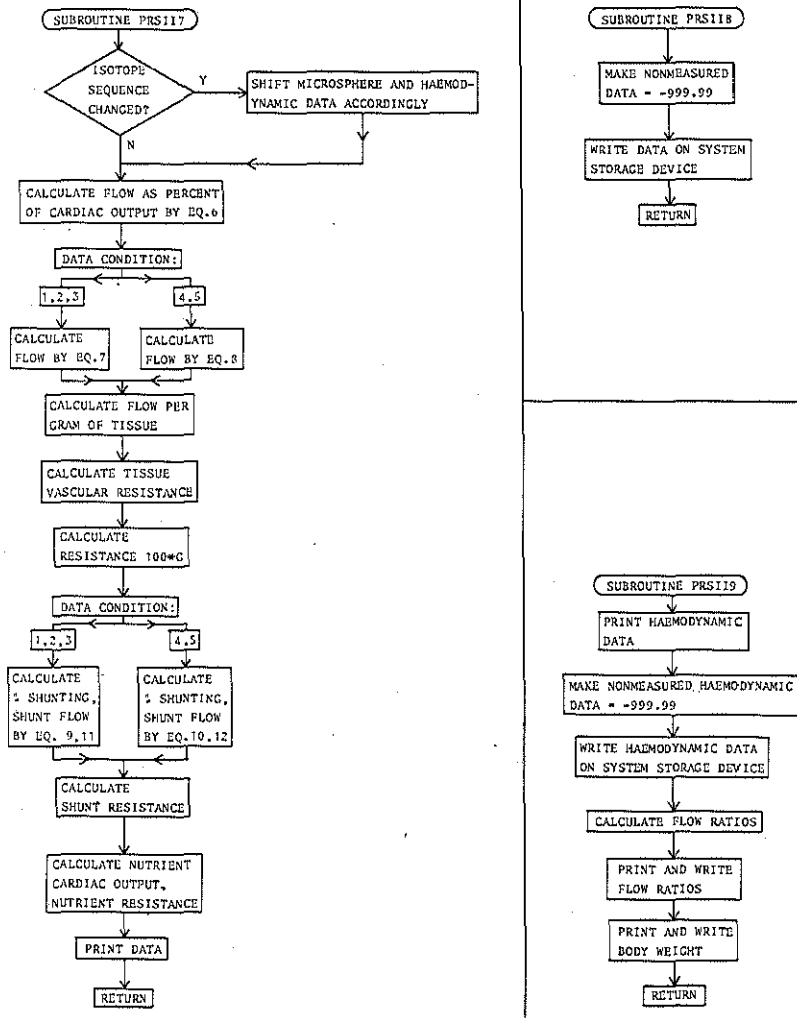 SUBROUTINE PRSII7
ISOTOPE
SEQUENCE
CHANGED?
Y
SHIFT MICROSPHERE AND HAEMOD-
YNAMIC DATA ACCORDINGLY
N
CALCULATE FLOW AS PERCENT
OF CARDIAC OUTPUT BY EQ.6
DATA CONDITION:
1,2,3
4,5
CALCULATE
FLOW BY EQ.7
CALCULATE
FLOW BY EQ.8
CALCULATE FLOW PER
GRAM OF TISSUE
CALCULATE TISSUE
VASCULAR RESISTANCE
CALCULATE
RESISTANCE 100*G
DATA CONDITION:
1,2,3
4,5
CALCULATE
% SHUNTING,
SHUNT FLOW
BY EQ. 9,11
CALCULATE
% SHUNTING,
SHUNT FLOW
BY EQ.10,12
CALCULATE
SHUNT RESISTANCE
CALCULATE NUTRIENT
CARDIAC OUTPUT,
NUTRIENT RESISTANCE
PRINT DATA
RETURN
SUBROUTINE PRSII8
MAKE NONMEASURED
DATA = -999.99
WRITE DATA ON SYSTEM
STORAGE DEVICE
RETURN
SUBROUTINE PRSII9
PRINT HAEMODYNAMIC
DATA
MAKE NONMEASURED HAEMODYNAMIC
DATA = -999.99
WRITE HAEMODYNAMIC DATA
ON SYSTEM STORAGE DEVICE
CALCULATE FLOW RATIOS
PRINT AND WRITE
FLOW RATIOS
PRINT AND WRITE
BODY WEIGHT
RETURN